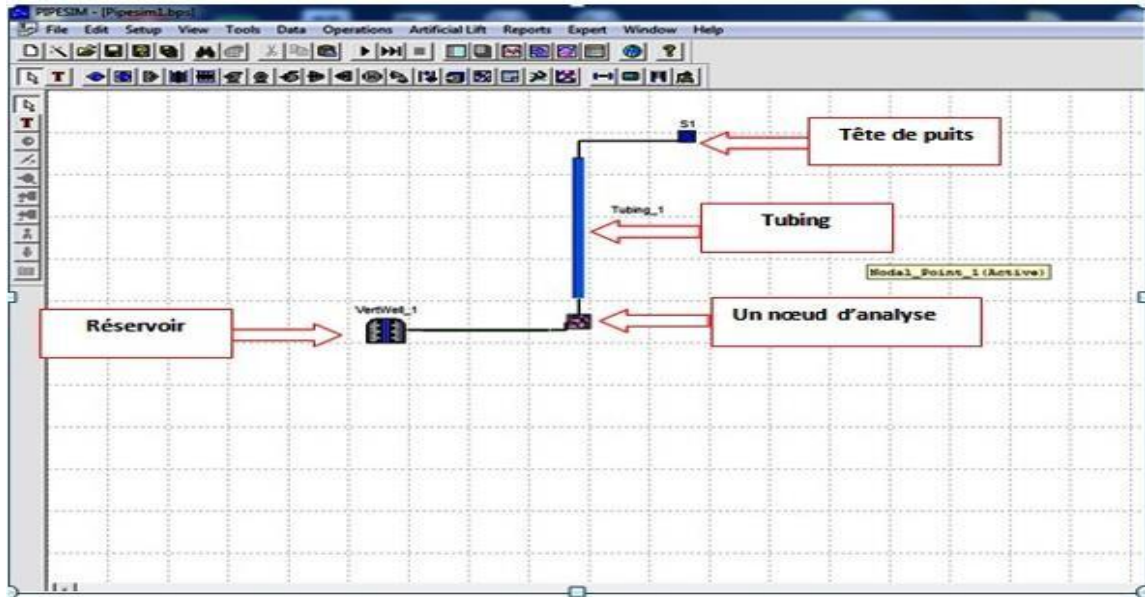 PIPESIM - [Pipesim1.bps]
File Edit Setup View Tools Data Operations Artificial Lift Reports Expert Window Help
T
T
S1
Tête de puits
Tubing_1
Tubing
Nodal_Point_1(Active)
VertWell_1
Un nœud d'analyse
Réservoir